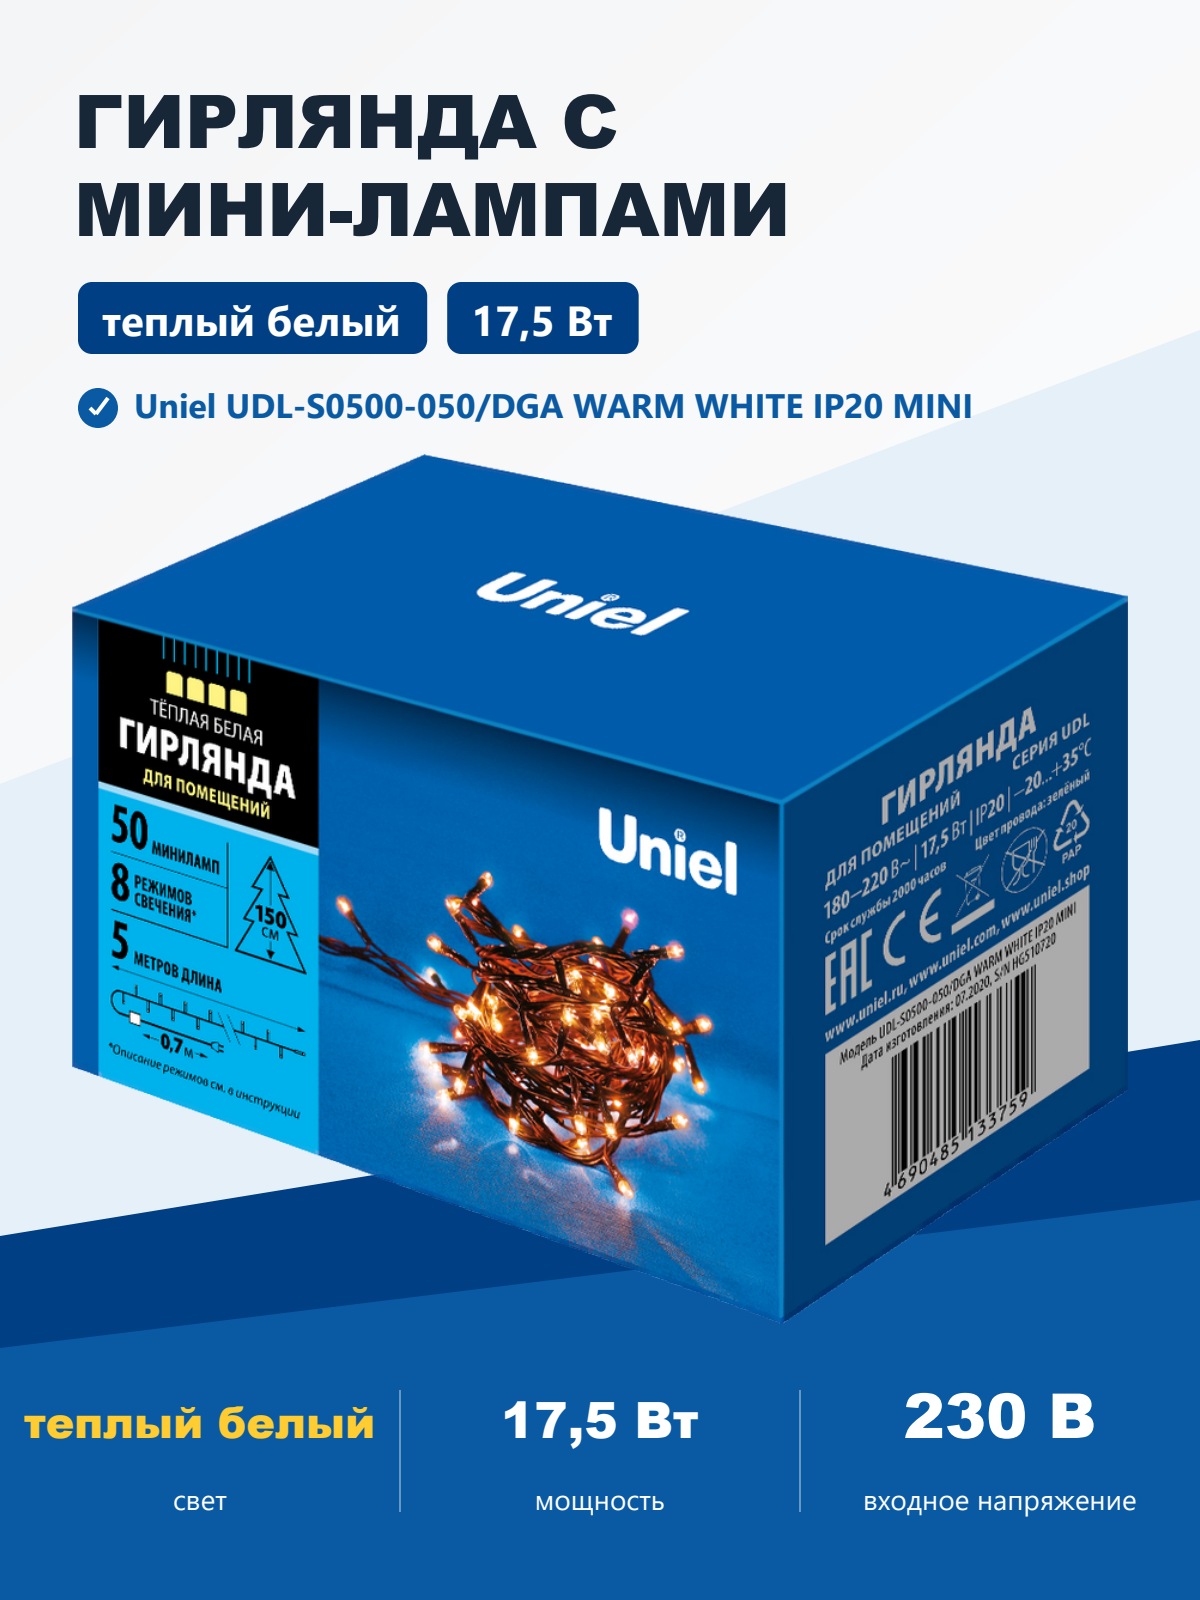 ГИРЛЯНДА С
МИНИ-ЛАМПАМИ
теплый белый
17,5 Вт
Uniel UDL-S0500-050/DGA WARM WHITE IP20 MINI
Uniel®
ТЁПЛАЯ БЕЛАЯ
ГИРЛЯНДА
ДЛЯ ПОМЕЩЕНИЙ
50 МИНИЛАМП
8 РЕЖИМОВ
СВЕЧЕНИЯ*
150
СМ
5 МЕТРОВ ДЛИНА
0,7 м
*Описание режимов см. в инструкции
Uniel®
ГИРЛЯНДА
СЕРИЯ UDL
ДЛЯ ПОМЕЩЕНИЙ
180–220 В~ | 17,5 Вт | IP20 | –20...+35°С
Срок службы 2000 часов
Цвет провода: зелёный
EAC CE
20
PAP
www.uniel.ru, www.uniel.com, www.uniel.shop
Модель UDL-S0500-050/DGA WARM WHITE IP20 MINI
Дата изготовления: 07.2020, S/N HG510720
4 690485 133759
теплый белый
свет
17,5 Вт
мощность
230 В
входное напряжение